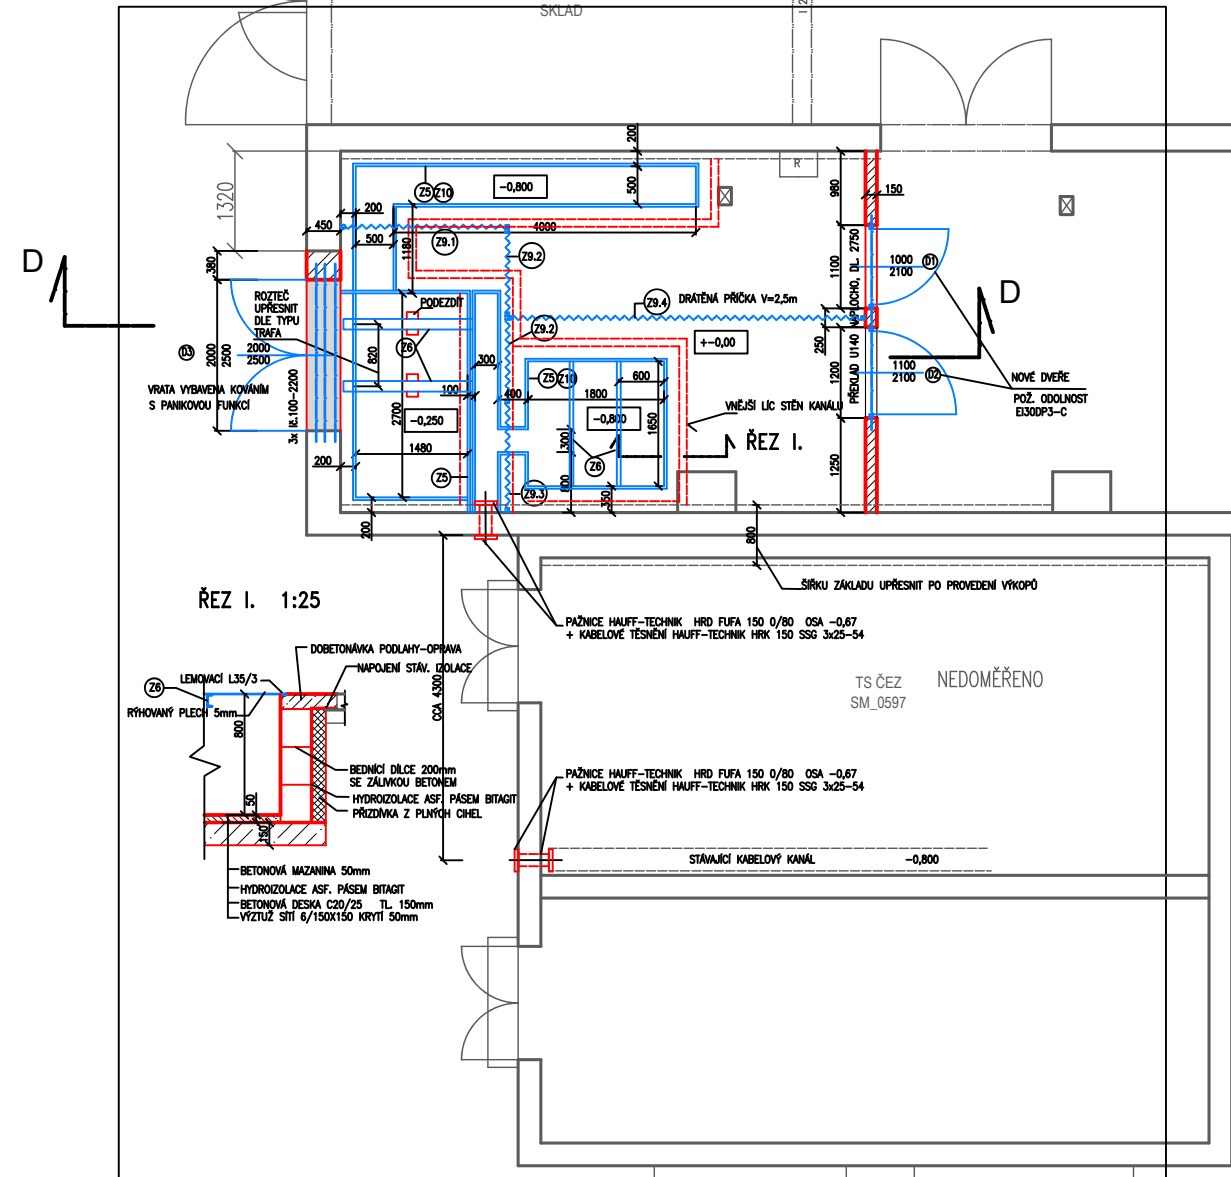 SKLAD
R
200
500
150
980
1320
Z5
Z10
-0,800
200
450
500
1180
4000
Z9.1
Z9.2
380
D
ROZTEČ
UPŘESNIT
DLE TYPU
TRAFA
PODEZDÍT
Z9.2
Z9.4
DRÁTĚNÁ PŘÍČKA V=2,5m
+-0,00
1100
250
1200
1250
PŘEKLAD U140 NAPLOCHO, DL. 2750
1000
2100
D1
D
1100
2100
D2
NOVÉ DVEŘE
POŽ. ODOLNOST
EI30DP3-C
D3
2000
2500
2000
2500
VRATA VYBAVENA KOVÁNÍM
S PANIKOVOU FUNKCÍ
3x Ič.100-2200
820
Z6
300
100
2700
-0,250
1480
Z5
200
200
400
Z5
Z10
600
1800
-0,800
1650
1300
Z6
800
350
Z9.3
VNĚJŠÍ LÍC STĚN KANÁLU
ŘEZ I.
800
ŠÍŘKU ZÁKLADU UPŘESNIT PO PROVEDENÍ VÝKOPŮ
PAŽNICE HAUFF-TECHNIK HRD FUFA 150 0/80 OSA -0,67
+ KABELOVÉ TĚSNĚNÍ HAUFF-TECHNIK HRK 150 SSG 3x25-54
CCA 4300
TS ČEZ
SM_0597
NEDOMĚŘENO
PAŽNICE HAUFF-TECHNIK HRD FUFA 150 0/80 OSA -0,67
+ KABELOVÉ TĚSNĚNÍ HAUFF-TECHNIK HRK 150 SSG 3x25-54
STÁVAJÍCÍ KABELOVÝ KANÁL -0,800
ŘEZ I. 1:25
DOBETONÁVKA PODLAHY-OPRAVA
NAPOJENÍ STÁV. IZOLACE
LEMOVACÍ L35/3
Z6
RÝHOVANÝ PLECH 5mm
800
50
150
BEDNÍCÍ DÍLCE 200mm
SE ZÁLIVKOU BETONEM
HYDROIZOLACE ASF. PÁSEM BITAGIT
PŘIZDÍVKA Z PLNÝCH CIHEL
BETONOVÁ MAZANINA 50mm
HYDROIZOLACE ASF. PÁSEM BITAGIT
BETONOVÁ DESKA C20/25 TL. 150mm
VÝZTUŽ SÍTÍ 6/150X150 KRYTÍ 50mm